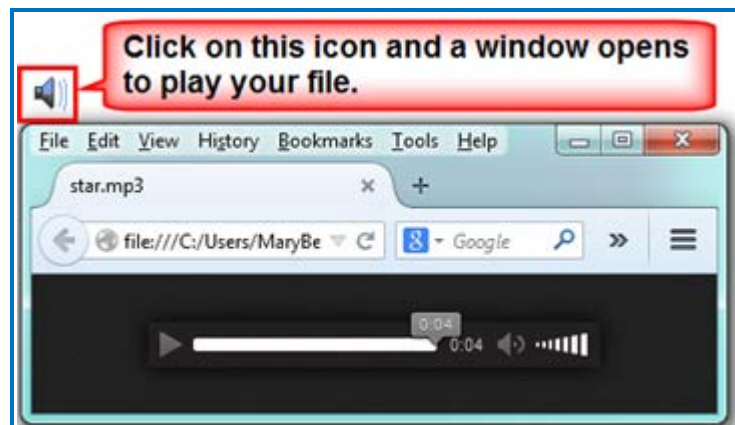 Click on this icon and a window opens
to play your file.
File Edit View History Bookmarks Tools Help
star.mp3
file:///C:/Users/MaryBe
Google
0:04
0:04